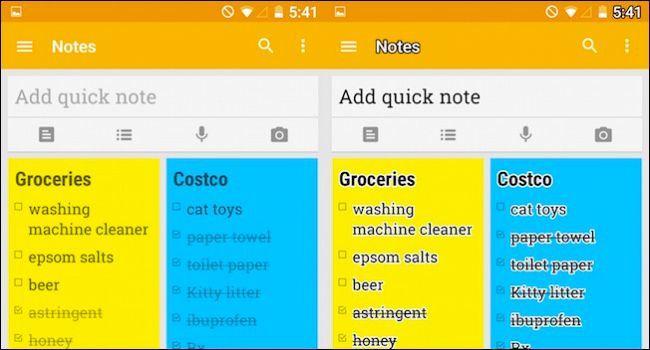 5:41
Notes
Add quick note
Groceries
washing
machine cleaner
epsom salts
beer
astringent
honey
Costco
cat toys
paper towel
toilet paper
Kitty litter
ibuprofen
Rx
5:41
Notes
Add quick note
Groceries
washing
machine cleaner
epsom salts
beer
astringent
honey
Costco
cat toys
paper towel
toilet paper
Kitty litter
ibuprofen
Rx